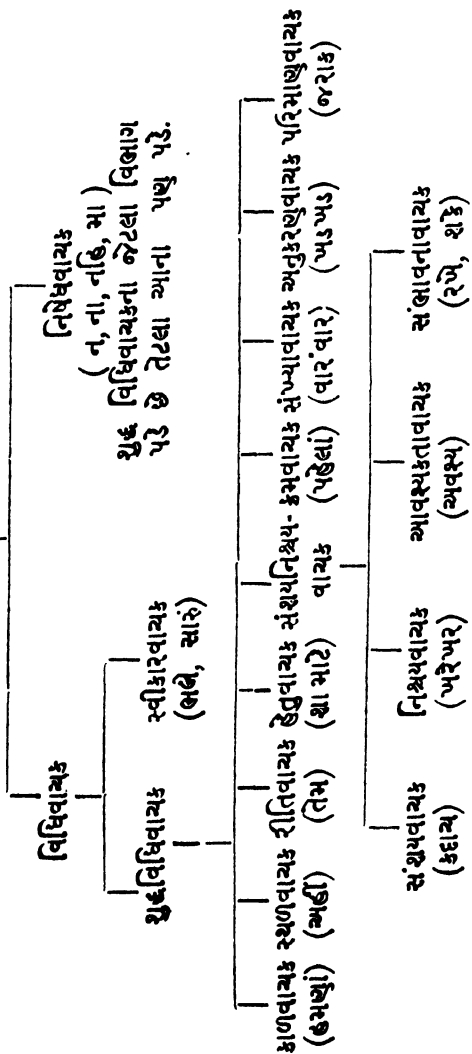 વિધિવાચક
નિષેધવાચક
( ન, ના, નહિ, મા )
શુદ્ધ વિધિવાચકના જેટલા વિભાગ
પડે છે તેટલા આના પણ પડે.
શુદ્ધવિધિવાચક
સ્વીકારવાચક
(ભલે, સારું)
કાળવાચક સ્થળવાચક રીતિવાચક હેતુવાચક સંશયનિશ્ચય- ક્રમવાચક સંખ્યાવાચક અનુકરણવાચક પરિમાણવાચક
(હમણાં) (અહીં) (તેમ) (શા માટે) વાચક (પહેલાં) (વારંવાર) (ખડખડ) (જરાક)
સંશયવાચક નિશ્ચયવાચક આવશ્યકતાવાચક સંભાવનાવાચક
(કદાચ) (ખરેખર) (અવશ્ય) (રખે, શકે)